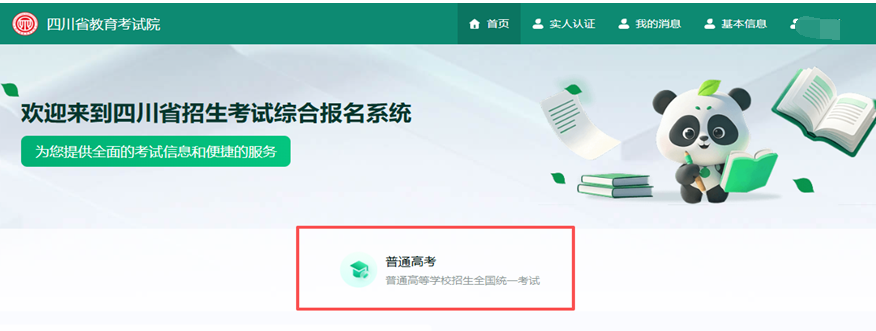 四川省教育考试院
首页
实人认证
我的消息
基本信息
欢迎来到四川省招生考试综合报名系统
为您提供全面的考试信息和便捷的服务
普通高考
普通高等学校招生全国统一考试